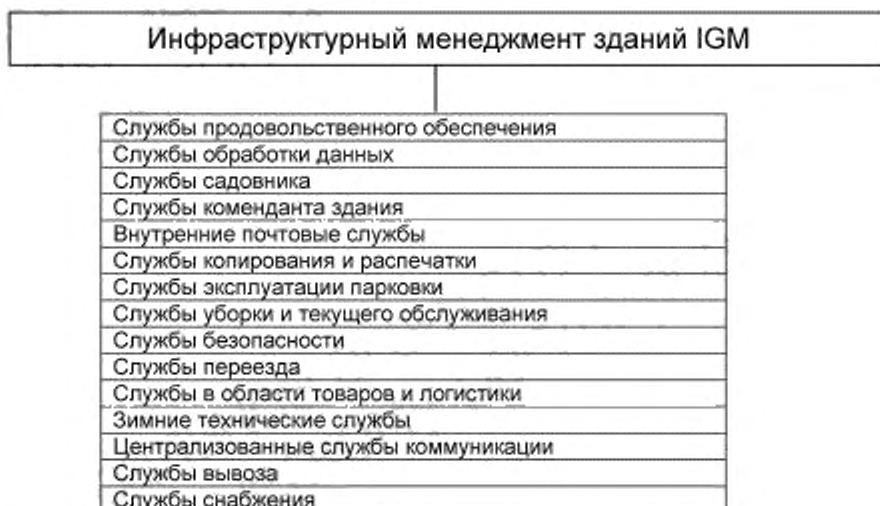 Инфраструктурный менеджмент зданий IGM
Службы продовольственного обеспечения
Службы обработки данных
Службы садовника
Службы коменданта здания
Внутренние почтовые службы
Службы копирования и распечатки
Службы эксплуатации парковки
Службы уборки и текущего обслуживания
Службы безопасности
Службы переезда
Службы в области товаров и логистики
Зимние технические службы
Централизованные службы коммуникации
Службы вывоза
Службы снабжения